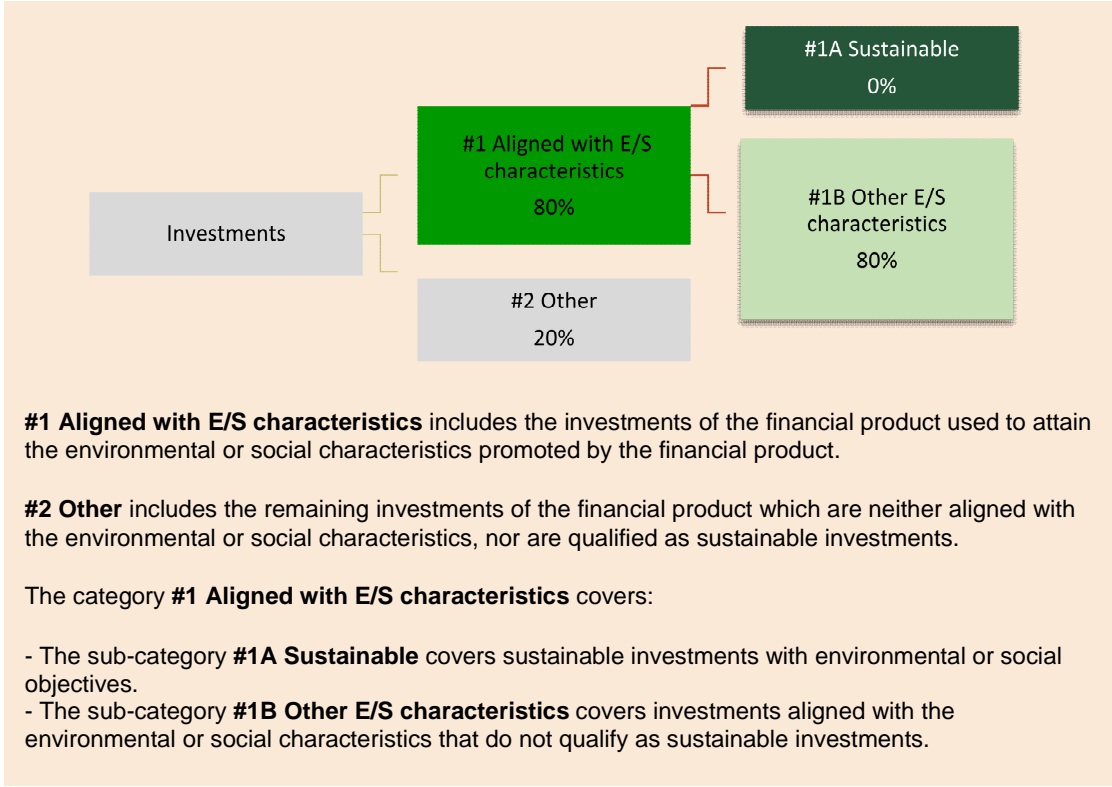 #1A Sustainable
0%
#1 Aligned with E/S
characteristics
80%
#1B Other E/S
characteristics
80%
Investments
#2 Other
20%
#1 Aligned with E/S characteristics includes the investments of the financial product used to attain
the environmental or social characteristics promoted by the financial product.
#2 Other includes the remaining investments of the financial product which are neither aligned with
the environmental or social characteristics, nor are qualified as sustainable investments.
The category #1 Aligned with E/S characteristics covers:
- The sub-category #1A Sustainable covers sustainable investments with environmental or social
objectives.
- The sub-category #1B Other E/S characteristics covers investments aligned with the
environmental or social characteristics that do not qualify as sustainable investments.